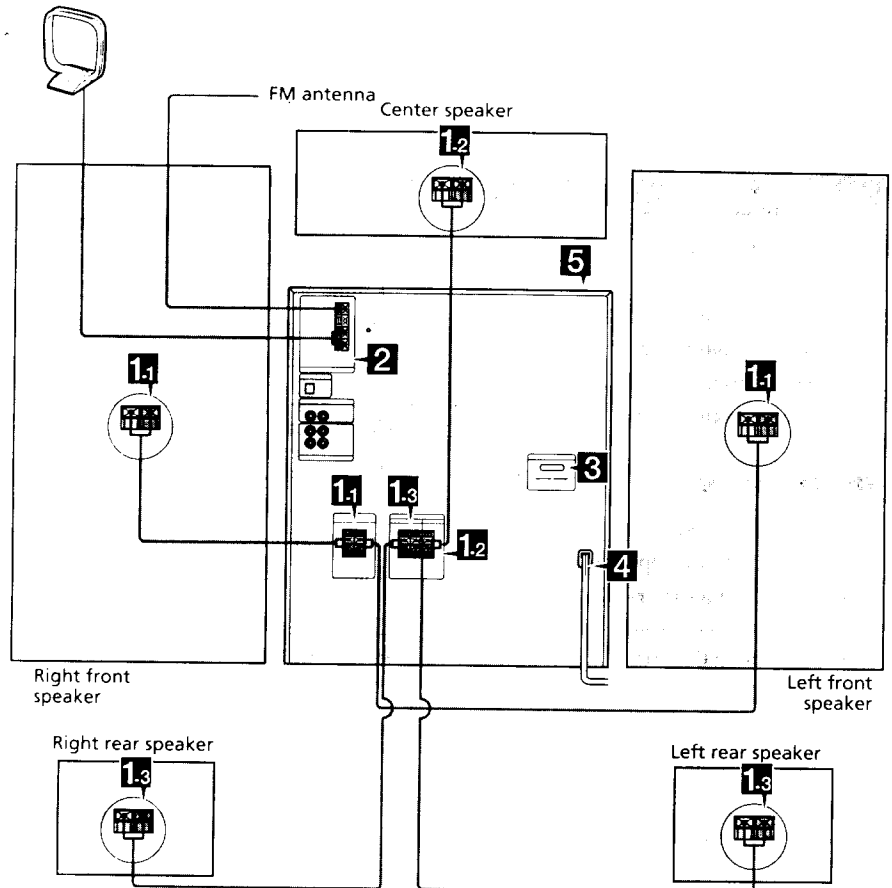 FM antenna
Center speaker
1-2
5
2
1-1
1-1
3
1-1
1-3
1-2
4
Right front
speaker
Left front
speaker
Right rear speaker
Left rear speaker
1-3
1-3